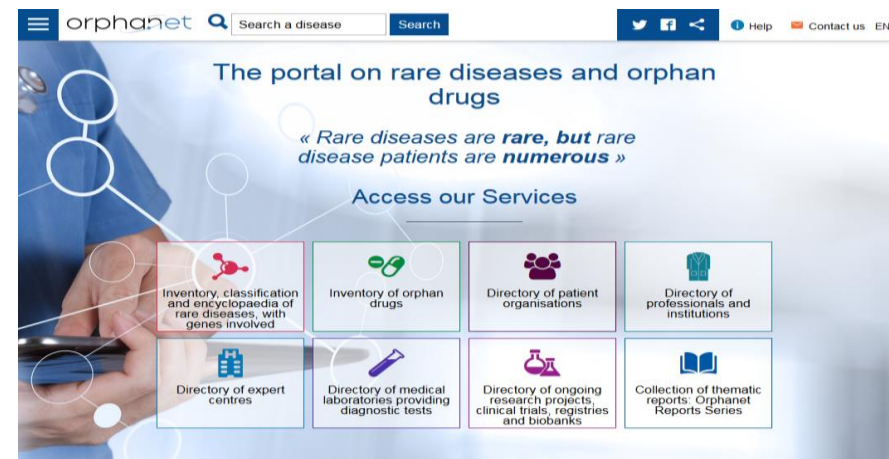 orphanet
Search a disease
Search
Help
Contact us
EN
The portal on rare diseases and orphan
drugs
« Rare diseases are rare, but rare
disease patients are numerous »
Access our Services
Inventory, classification
and encyclopaedia of
rare diseases, with
genes involved
Inventory of orphan
drugs
Directory of patient
organisations
Directory of
professionals and
institutions
Directory of expert
centres
Directory of medical
laboratories providing
diagnostic tests
Directory of ongoing
research projects,
clinical trials, registries
and biobanks
Collection of thematic
reports: Orphanet
Reports Series